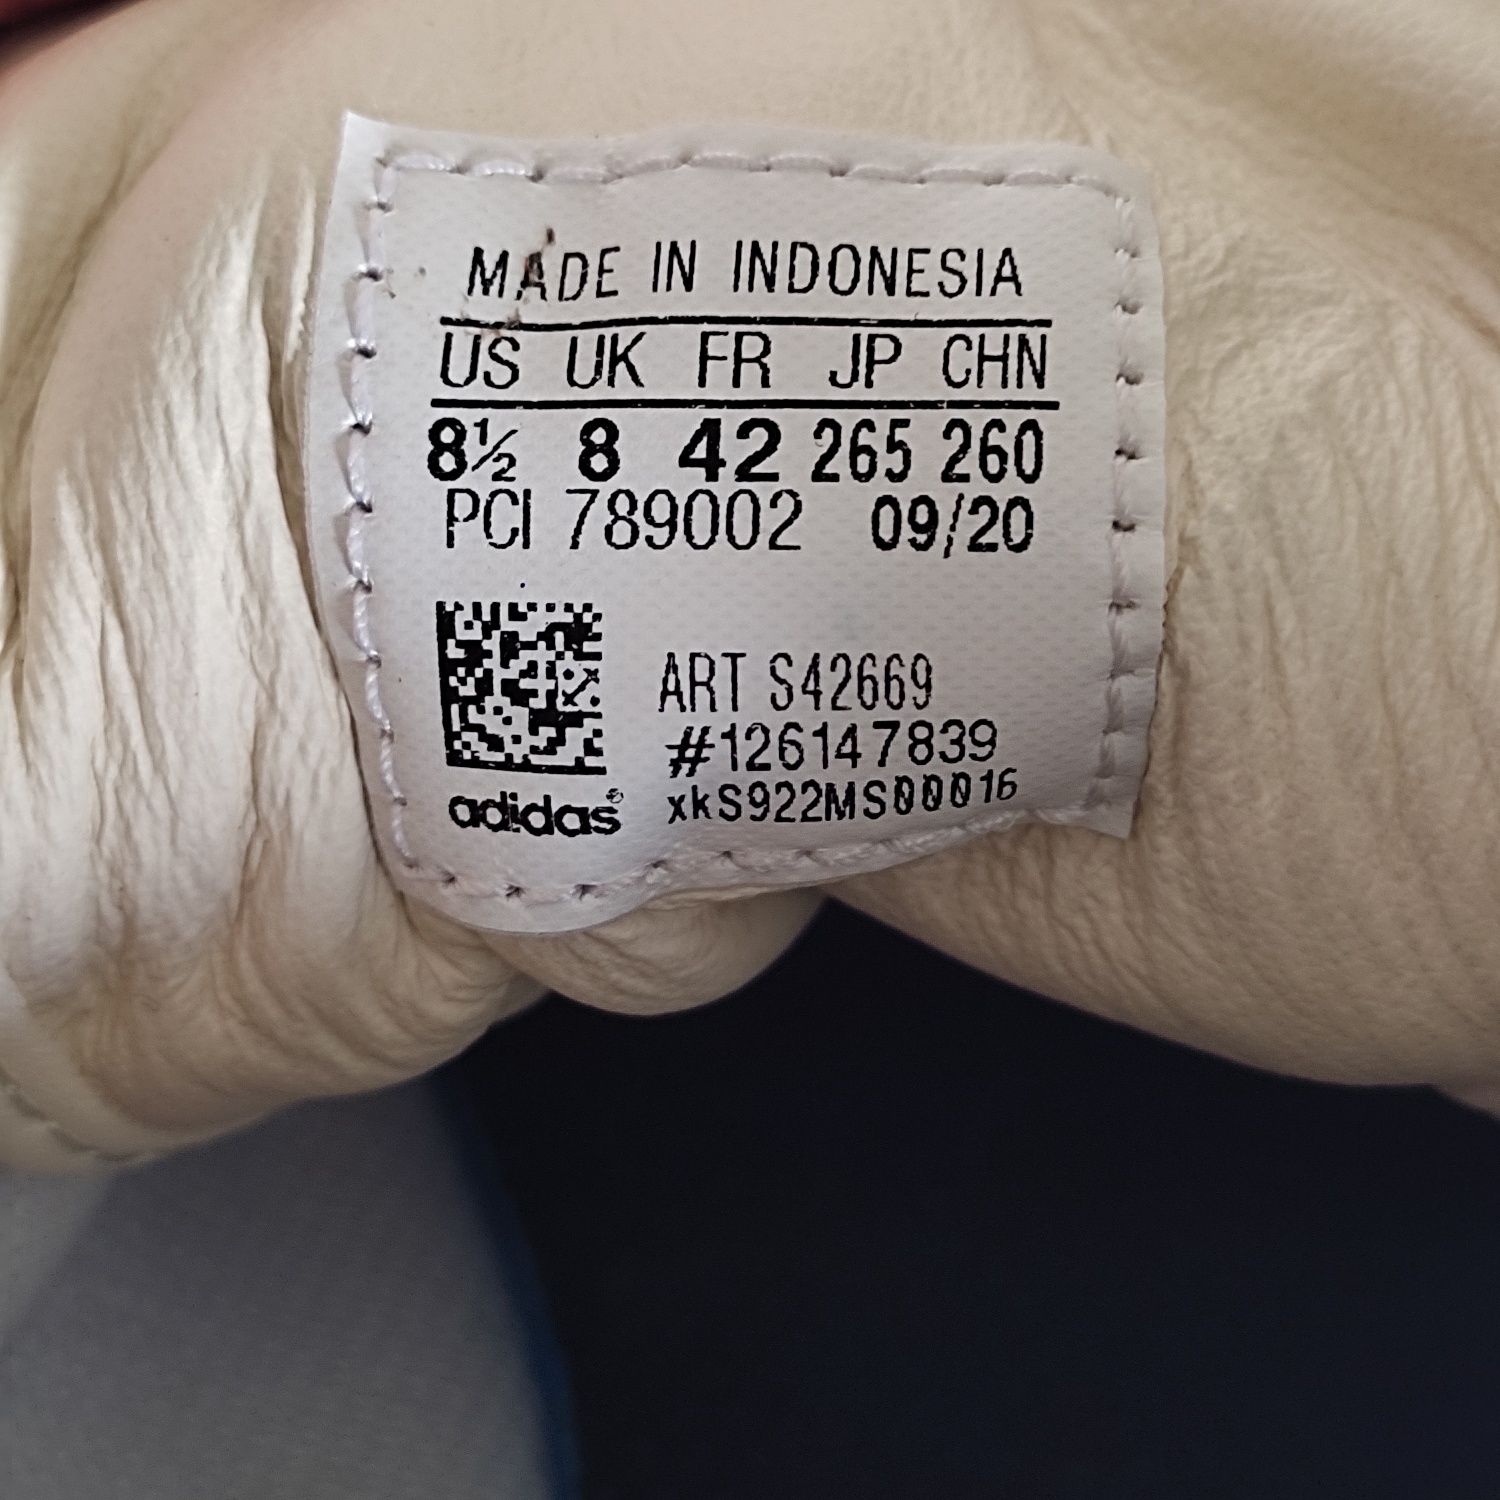 MADE IN INDONESIA
US UK FR JP CHN
8½ 8 42 265 260
PCI 789002 09/20
ART S42669
#126147839
xkS922MS00016
adidas®